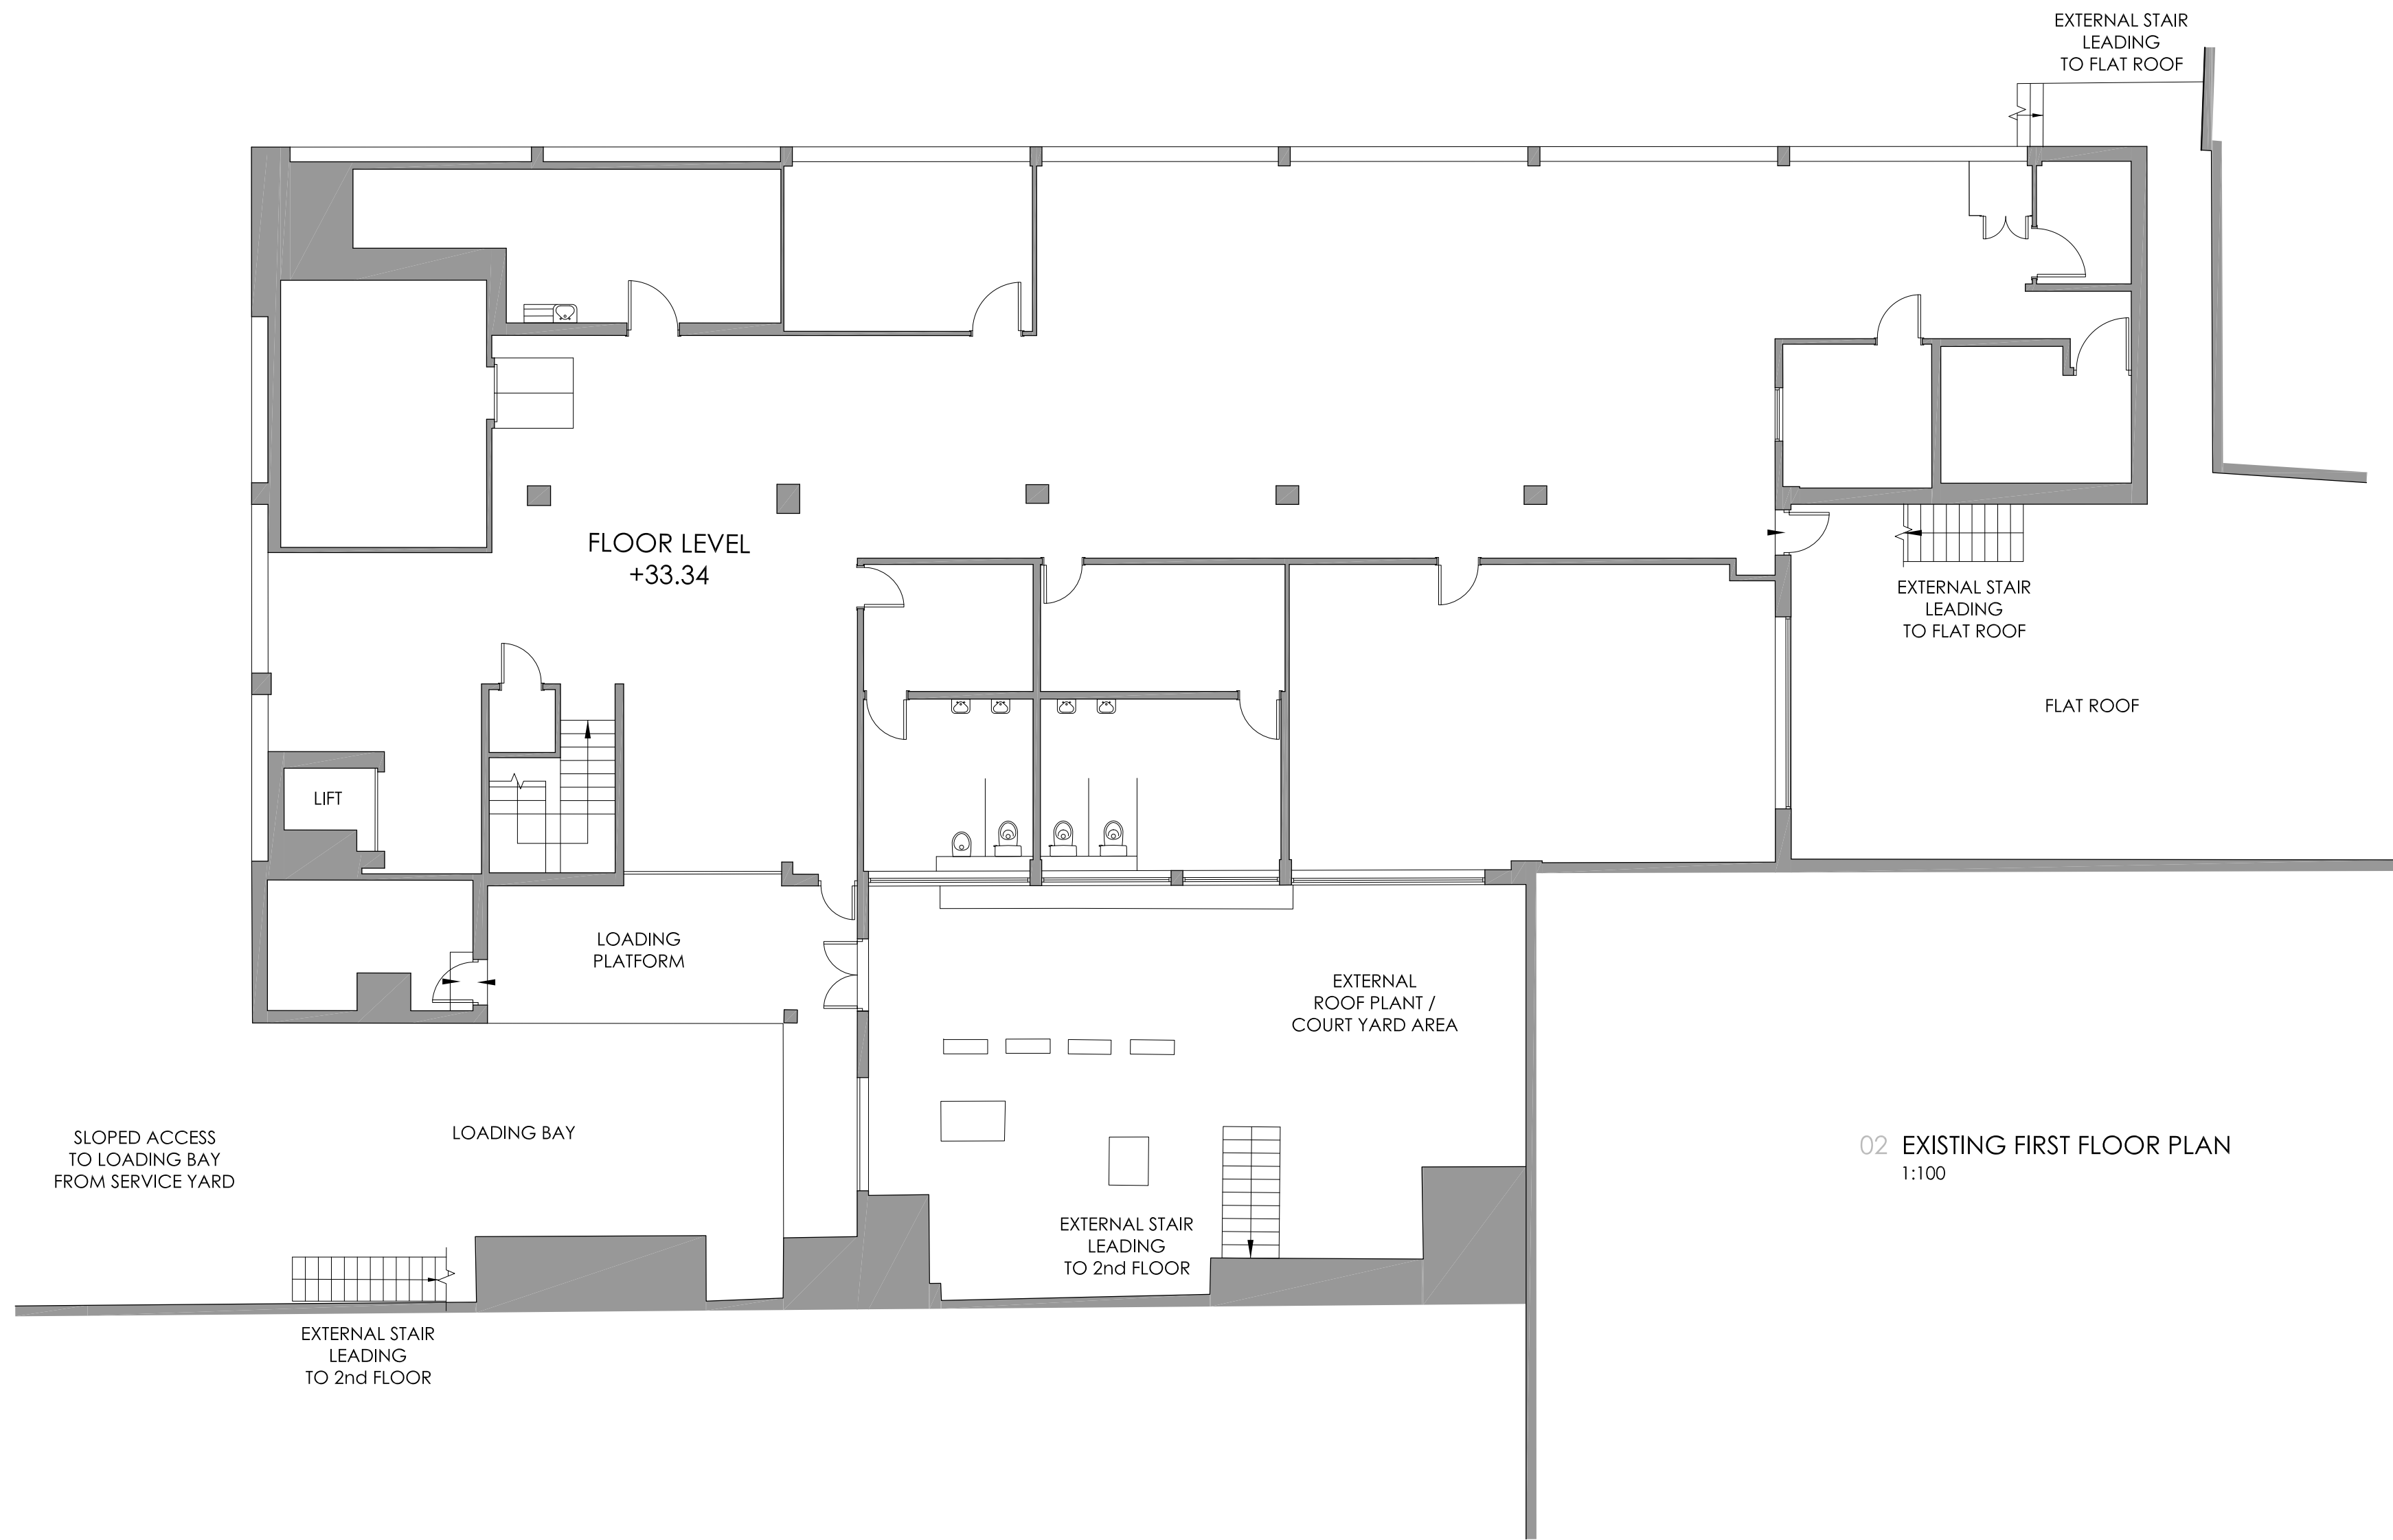 EXTERNAL STAIR
LEADING
TO FLAT ROOF
FLOOR LEVEL
+33.34
EXTERNAL STAIR
LEADING
TO FLAT ROOF
FLAT ROOF
LIFT
LOADING
PLATFORM
EXTERNAL
ROOF PLANT /
COURT YARD AREA
SLOPED ACCESS
TO LOADING BAY
FROM SERVICE YARD
LOADING BAY
02 EXISTING FIRST FLOOR PLAN
1:100
EXTERNAL STAIR
LEADING
TO 2nd FLOOR
EXTERNAL STAIR
LEADING
TO 2nd FLOOR